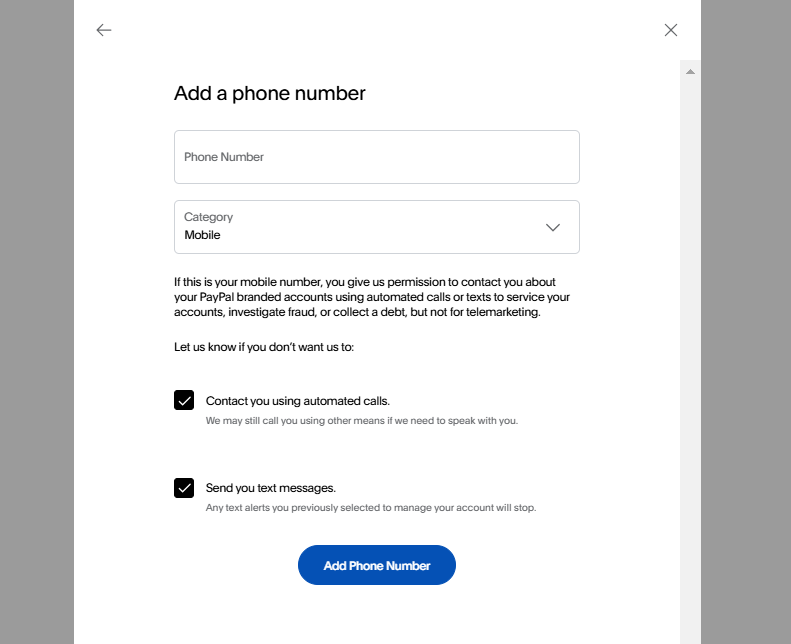 Add a phone number
Phone Number
Category
Mobile
If this is your mobile number, you give us permission to contact you about
your PayPal branded accounts using automated calls or texts to service your
accounts, investigate fraud, or collect a debt, but not for telemarketing.
Let us know if you don't want us to:
Contact you using automated calls.
We may still call you using other means if we need to speak with you.
Send you text messages.
Any text alerts you previously selected to manage your account will stop.
Add Phone Number